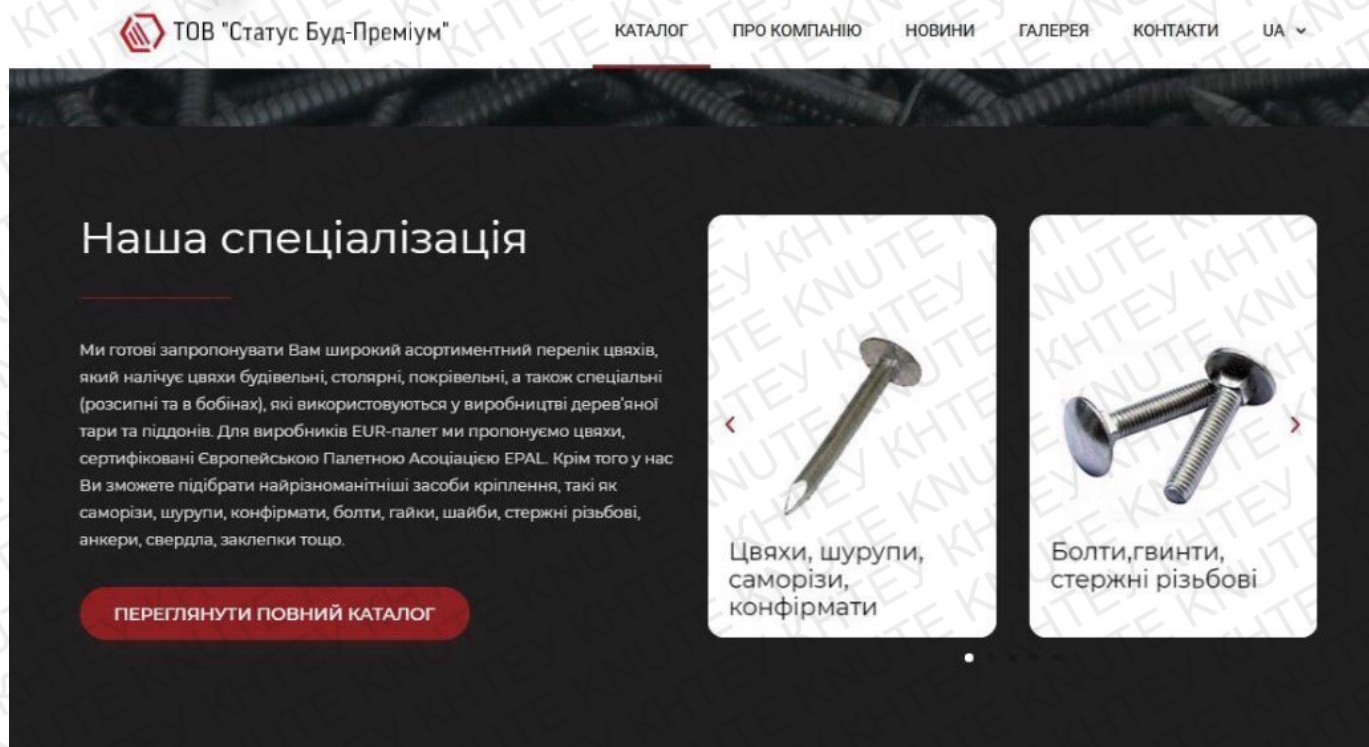 ТОВ "Статус Буд-Преміум"
КАТАЛОГ ПРО КОМПАНІЮ НОВИНИ ГАЛЕРЕЯ КОНТАКТИ UA
Наша спеціалізація
Ми готові запропонувати Вам широкий асортиментний перелік цвяхів,
який налічує цвяхи будівельні, столярні, покрівельні, а також спеціальні
(розсипні та в бобінах), які використовуються у виробництві дерев'яної
тари та піддонів. Для виробників EUR-палет ми пропонуємо цвяхи,
сертифіковані Європейською Палетною Асоціацією EPAL. Крім того у нас
Ви зможете підібрати найрізноманітніші засоби кріплення, такі як
саморізи, шурупи, конфірмати, болти, гайки, шайби, стержні різьбові,
анкери, свердла, заклепки тощо.
ПЕРЕГЛЯНУТИ ПОВНИЙ КАТАЛОГ
Цвяхи, шурупи,
саморізи,
конфірмати
Болти,гвинти,
стержні різьбові